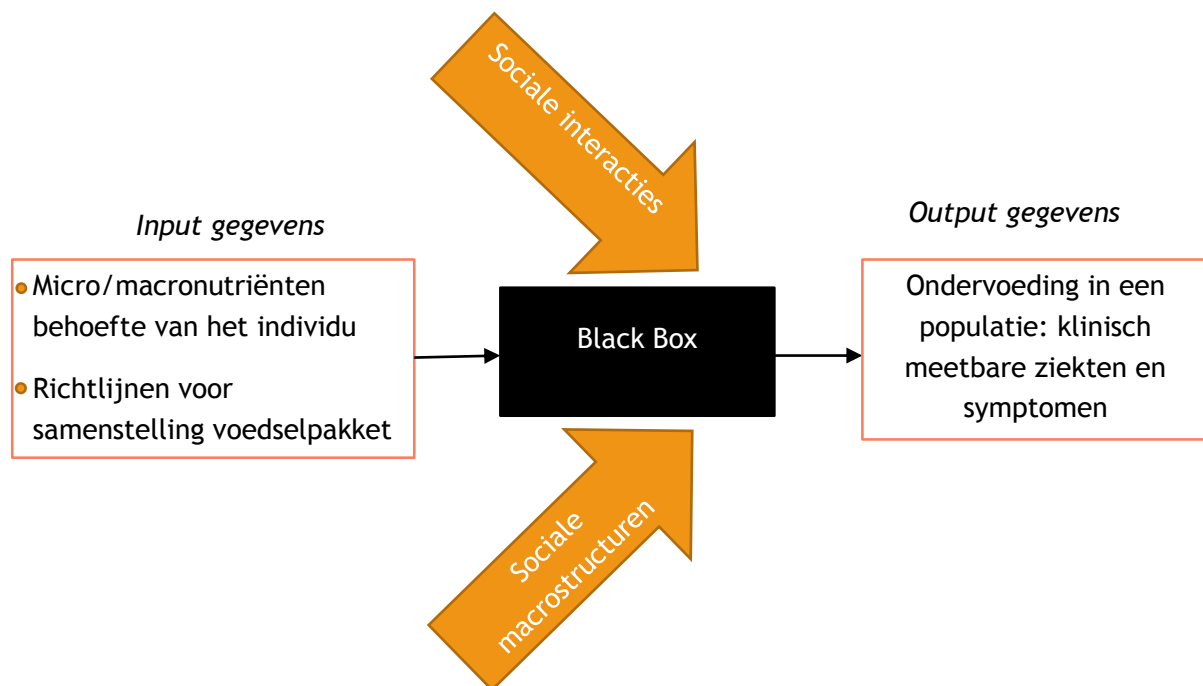 Sociale interacties
Input gegevens
Micro/macronutriënten
behoefte van het individu
Richtlijnen voor
samenstelling voedselpakket
Black Box
Output gegevens
Ondervoeding in een
populatie: klinisch
meetbare ziekten en
symptomen
Sociale
macrostructuren